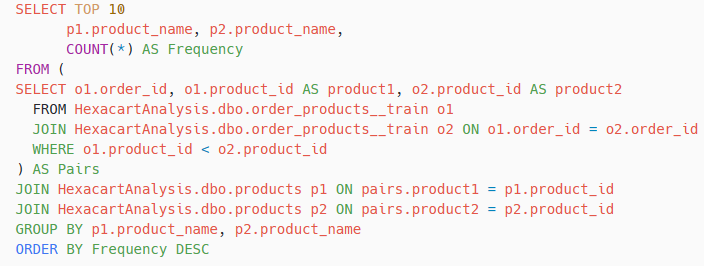 SELECT TOP 10
p1.product_name, p2.product_name,
COUNT(*) AS Frequency
FROM (
SELECT o1.order_id, o1.product_id AS product1, o2.product_id AS product2
FROM HexacartAnalysis.dbo.order_products__train o1
JOIN HexacartAnalysis.dbo.order_products__train o2 ON o1.order_id = o2.order_id
WHERE o1.product_id < o2.product_id
) AS Pairs
JOIN HexacartAnalysis.dbo.products p1 ON pairs.product1 = p1.product_id
JOIN HexacartAnalysis.dbo.products p2 ON pairs.product2 = p2.product_id
GROUP BY p1.product_name, p2.product_name
ORDER BY Frequency DESC